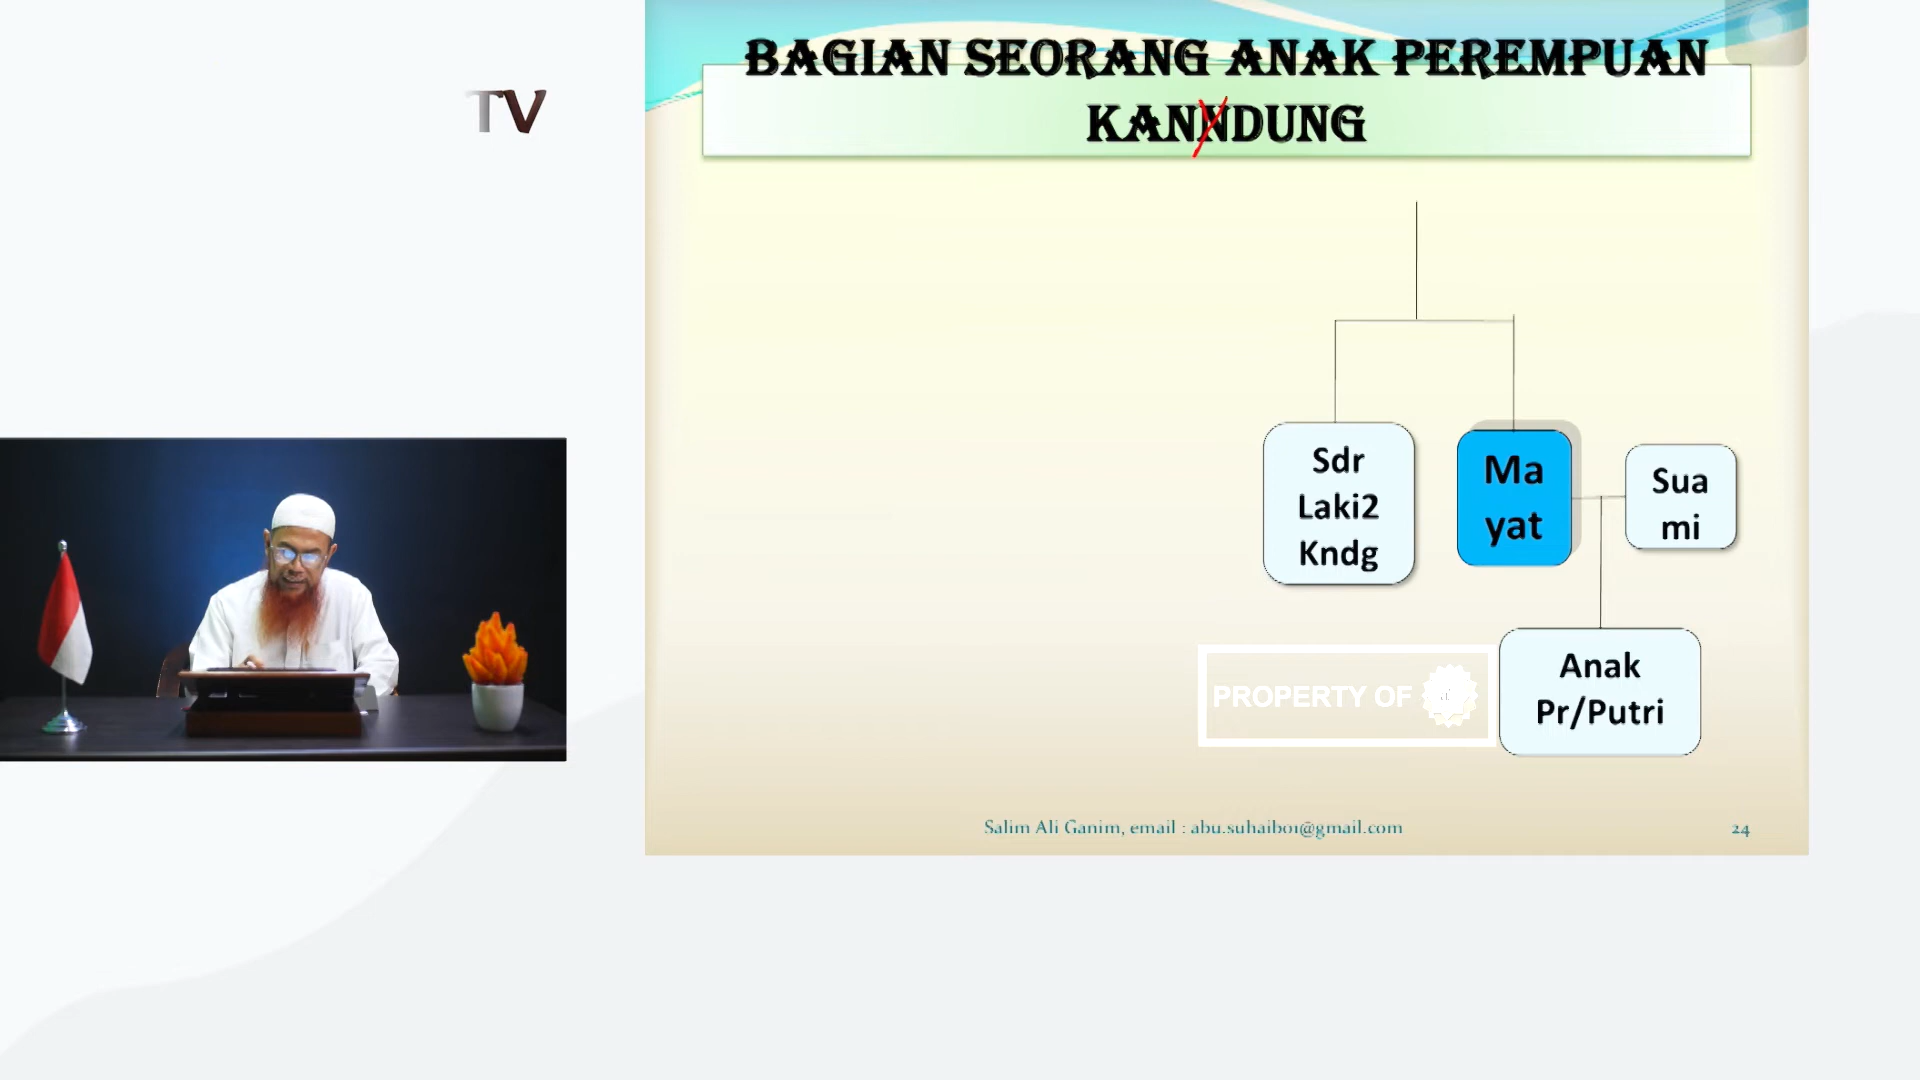 TV
BAGIAN SEORANG ANAK PEREMPUAN
KANNDUNG
Sdr
Laki2
Kndg
Ma
yat
Sua
mi
Anak
Pr/Putri
PROPERTY OF
Salim Ali Ganim, email : abu.suhaib01@gmail.com
24